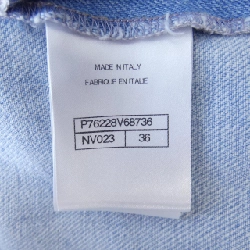 MADE IN ITALY
FABRIQUE EN ITALIE
P76228V68736
NV023 36